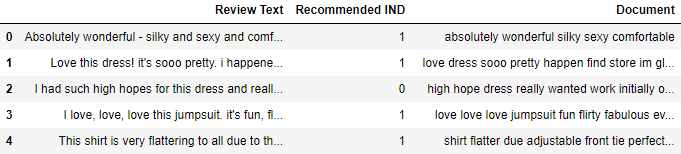 Review Text Recommended IND Document
0 Absolutely wonderful - silky and sexy and comf... 1 absolutely wonderful silky sexy comfortable
1 Love this dress! it's sooo pretty. i happene... 1 love dress sooo pretty happen find store im gl...
2 I had such high hopes for this dress and reall... 0 high hope dress really wanted work initially o...
3 I love, love, love this jumpsuit. it's fun, fl... 1 love love love jumpsuit fun flirty fabulous ev...
4 This shirt is very flattering to all due to th... 1 shirt flatter due adjustable front tie perfect...